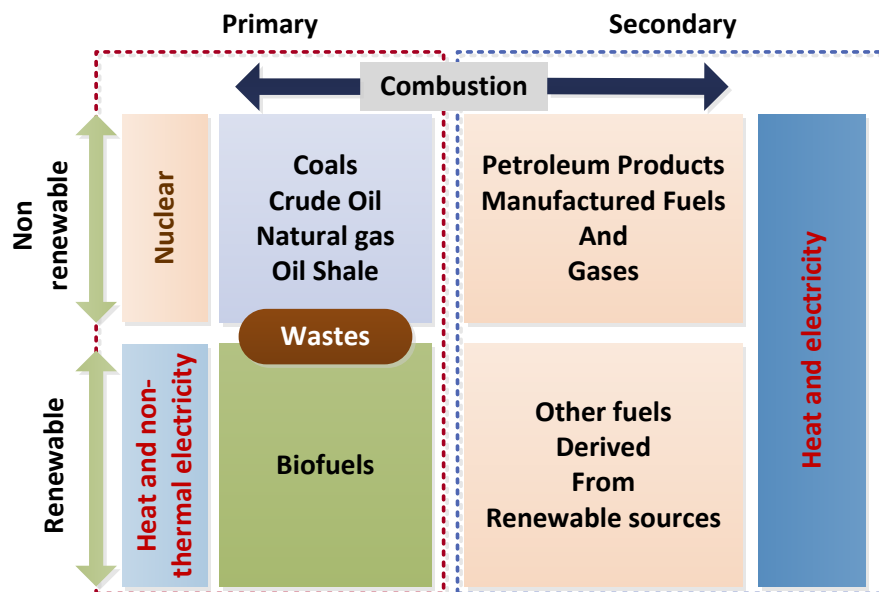 Primary
Secondary
Combustion
Non
renewable
Nuclear
Coals
Crude Oil
Natural gas
Oil Shale
Petroleum Products
Manufactured Fuels
And
Gases
Heat and electricity
Wastes
Renewable
Heat and non-
thermal electricity
Biofuels
Other fuels
Derived
From
Renewable sources